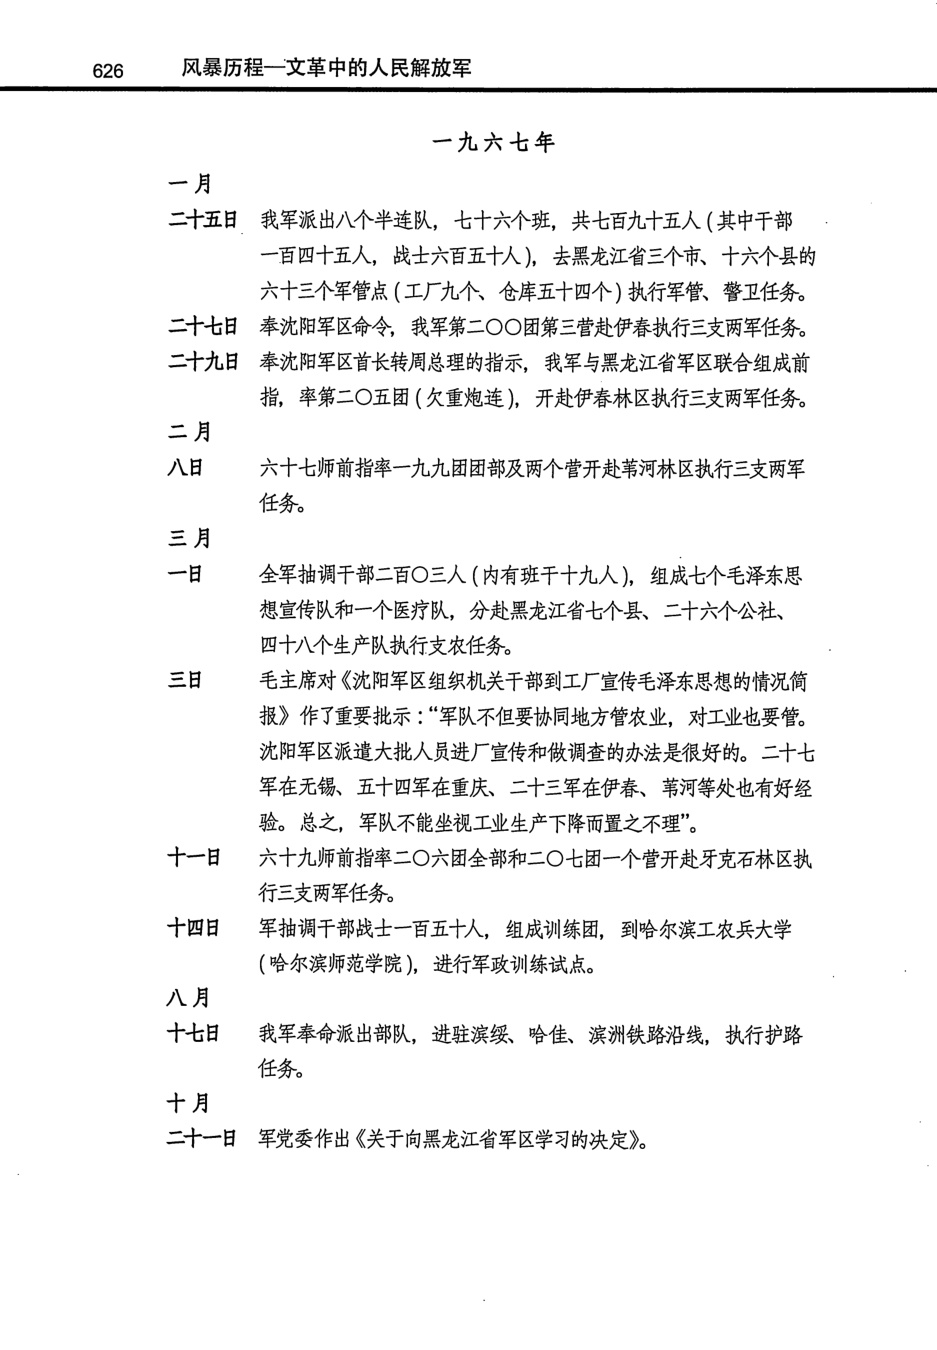 626 风暴历程—文革中的人民解放军
一九六七年
一月
二十五日 我军派出八个半连队，七十六个班，共七百九十五人(其中干部
一百四十五人，战士六百五十人)，去黑龙江省三个市、十六个县的
六十三个军管点(工厂九个、仓库五十四个)执行军管、警卫任务。
二十七日 奉沈阳军区命令，我军第二〇〇团第三营赴伊春执行三支两军任务。
二十九日 奉沈阳军区首长转周总理的指示，我军与黑龙江省军区联合组成前
指，率第二〇五团(欠重炮连)，开赴伊春林区执行三支两军任务。
二月
八日 六十七师前指率一九九团团部及两个营开赴苇河林区执行三支两军
任务。
三月
一日 全军抽调干部二百〇三人(内有班干十九人)，组成七个毛泽东思
想宣传队和一个医疗队，分赴黑龙江省七个县、二十六个公社、
四十八个生产队执行支农任务。
三日 毛主席对《沈阳军区组织机关干部到工厂宣传毛泽东思想的情况简
报》作了重要批示：“军队不但要协同地方管农业，对工业也要管。
沈阳军区派遣大批人员进厂宣传和做调查的办法是很好的。二十七
军在无锡、五十四军在重庆、二十三军在伊春、苇河等处也有好经
验。总之，军队不能坐视工业生产下降而置之不理”。
十一日 六十九师前指率二〇六团全部和二〇七团一个营开赴牙克石林区执
行三支两军任务。
十四日 军抽调干部战士一百五十人，组成训练团，到哈尔滨工农兵大学
(哈尔滨师范学院)，进行军政训练试点。
八月
十七日 我军奉命派出部队，进驻滨绥、哈佳、滨洲铁路沿线，执行护路
任务。
十月
二十一日 军党委作出《关于向黑龙江省军区学习的决定》。